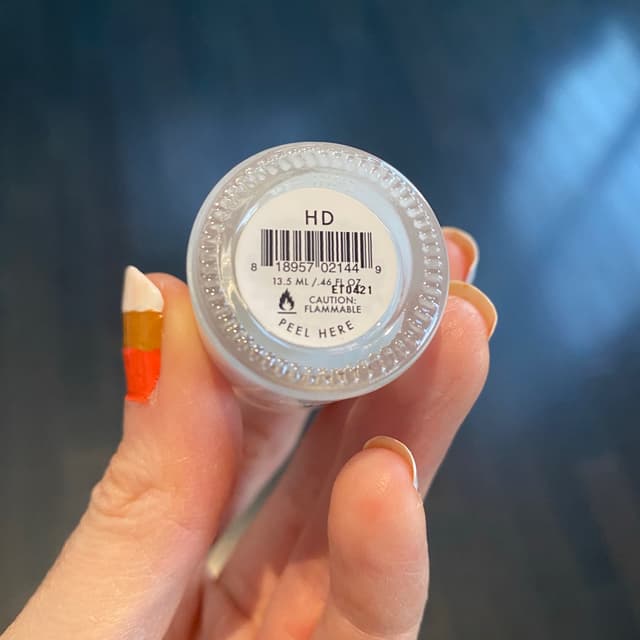 HD
8 18957 02144 9
13.5 ML /.46 FL OZ
ET0421
CAUTION:
FLAMMABLE
PEEL HERE